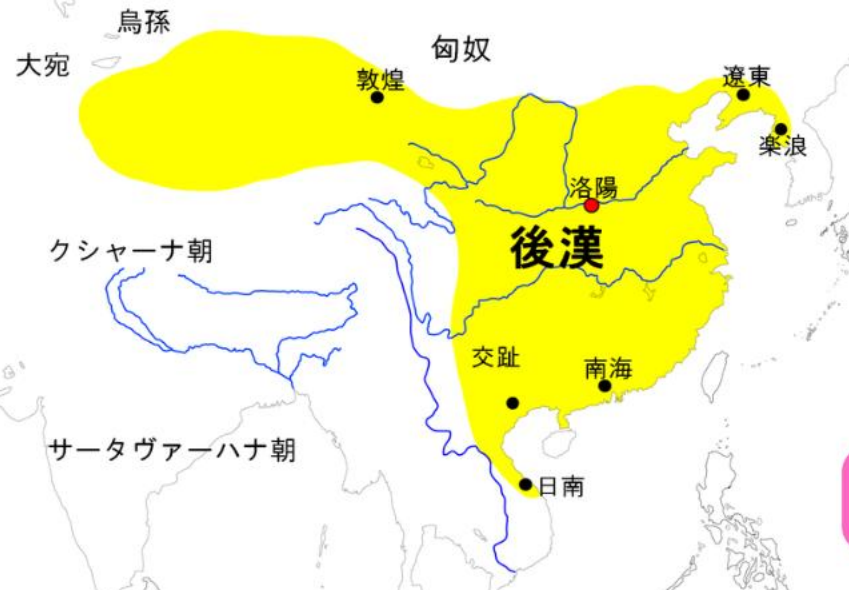 烏孫
大宛
匈奴
敦煌
遼東
楽浪
洛陽
後漢
クシャーナ朝
交趾
南海
サータヴァーハナ朝
日南